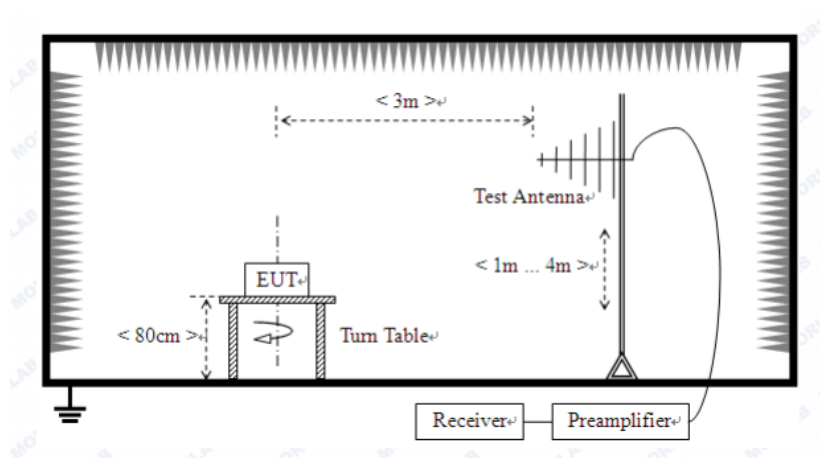 < 3m >↵
Test Antenna↵
< 1m ... 4m >↵
EUT↵
< 80cm >↵
Turn Table↵
Receiver↵
Preamplifier↵